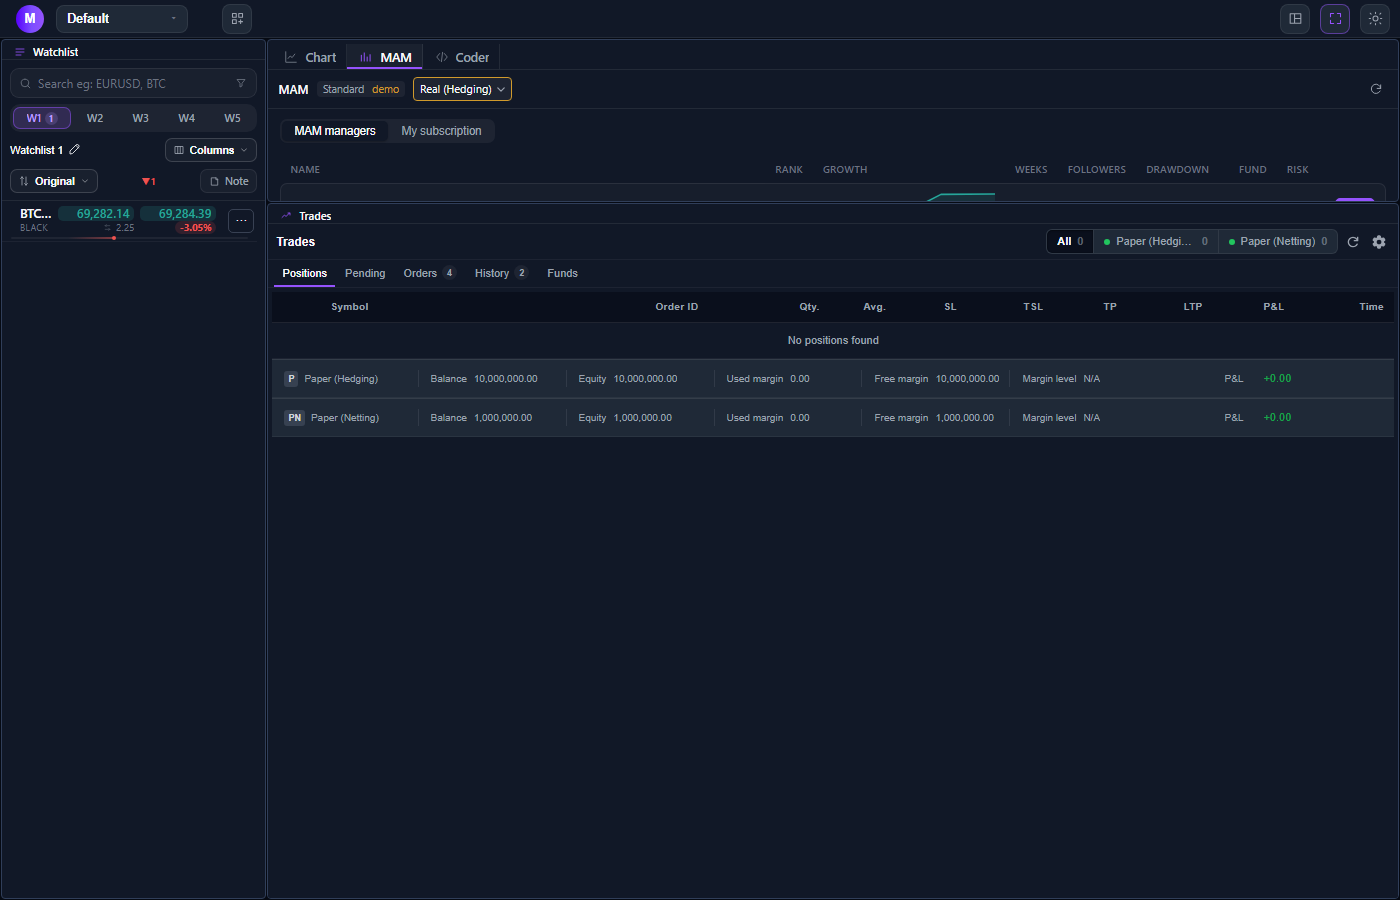 M Default
Watchlist
Search eg: EURUSD, BTC
W1 1 W2 W3 W4 W5
Watchlist 1 Columns
Original ▼1 Note
BTC... 69,282.14 69,284.39 ...
BLACK 2.25 -3.05%
Chart MAM Coder
MAM Standard demo Real (Hedging)
MAM managers My subscription
NAME RANK GROWTH WEEKS FOLLOWERS DRAWDOWN FUND RISK
Trades
Trades All 0 Paper (Hedgi... 0 Paper (Netting) 0
Positions Pending Orders 4 History 2 Funds
Symbol Order ID Qty. Avg. SL TSL TP LTP P&L Time
No positions found
P Paper (Hedging) Balance 10,000,000.00 Equity 10,000,000.00 Used margin 0.00 Free margin 10,000,000.00 Margin level N/A P&L +0.00
PN Paper (Netting) Balance 1,000,000.00 Equity 1,000,000.00 Used margin 0.00 Free margin 1,000,000.00 Margin level N/A P&L +0.00